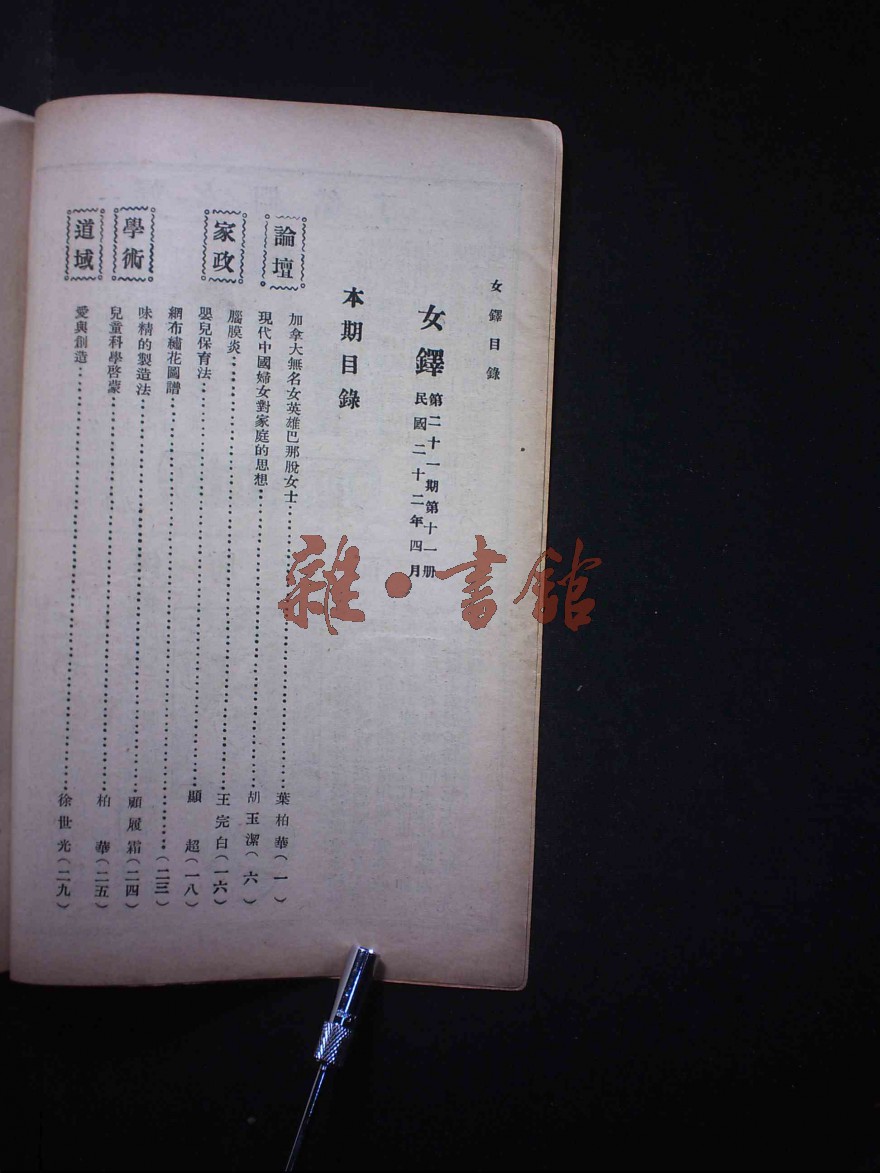 女鐸目錄
女鐸
第二十一期第十一册
民國二十二年四月
本期目錄
論壇
加拿大無名女英雄巴那脫女士……葉柏華(一)
現代中國婦女對家庭的思想……胡玉潔(六)
家政
腦膜炎……王完白(一六)
嬰兒保育法……顯超(一八)
網布繡花圖譜……(二三)
學術
味精的製造法……顧履霜(二四)
兒童科學啓蒙……柏華(二五)
道域
愛與創造……徐世光(二九)
雜·書館